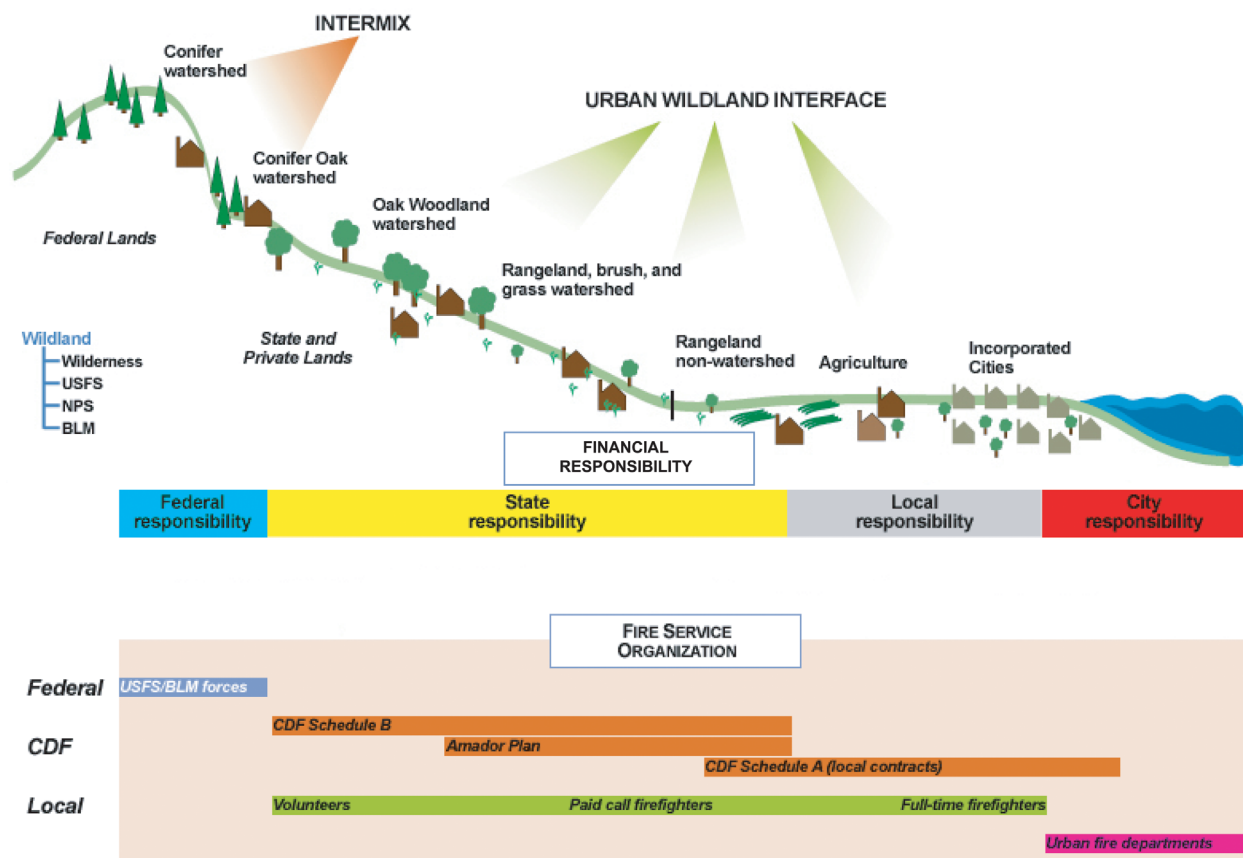 INTERMIX
Conifer
watershed
URBAN WILDLAND INTERFACE
Conifer Oak
watershed
Oak Woodland
watershed
Federal Lands
Rangeland, brush, and
grass watershed
State and
Private Lands
Wildland
Wilderness
USFS
NPS
BLM
Rangeland
non-watershed
Agriculture
Incorporated
Cities
FINANCIAL
RESPONSIBILITY
Federal
responsibility
State
responsibility
Local
responsibility
City
responsibility
FIRE SERVICE
ORGANIZATION
Federal
USFS/BLM forces
CDF
CDF Schedule B
Amador Plan
CDF Schedule A (local contracts)
Local
Volunteers
Paid call firefighters
Full-time firefighters
Urban fire departments